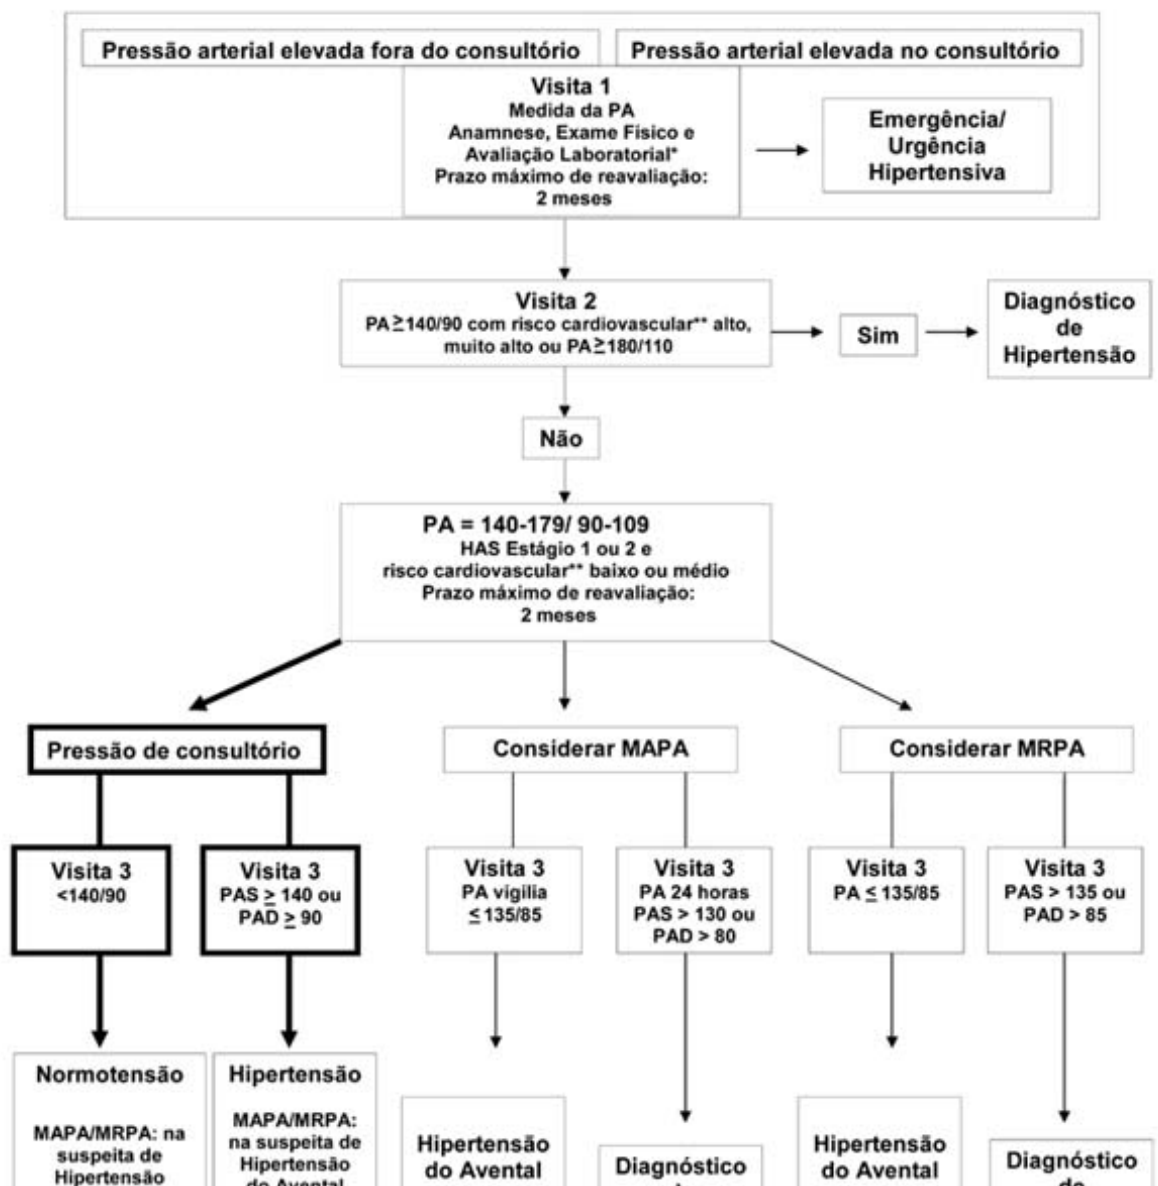 Pressão arterial elevada fora do consultório
Pressão arterial elevada no consultório
Visita 1
Medida da PA
Anamnese, Exame Físico e
Avaliação Laboratorial*
Prazo máximo de reavaliação:
2 meses
Emergência/
Urgência
Hipertensiva
Visita 2
PA≥140/90 com risco cardiovascular** alto,
muito alto ou PA≥180/110
Sim
Diagnóstico
de
Hipertensão
Não
PA = 140-179/ 90-109
HAS Estágio 1 ou 2 e
risco cardiovascular** baixo ou médio
Prazo máximo de reavaliação:
2 meses
Pressão de consultório
Considerar MAPA
Considerar MRPA
Visita 3
<140/90
Visita 3
PAS ≥ 140 ou
PAD ≥ 90
Visita 3
PA vigilia
≤ 135/85
Visita 3
PA 24 horas
PAS > 130 ou
PAD > 80
Visita 3
PA ≤ 135/85
Visita 3
PAS > 135 ou
PAD > 85
Normotensão
MAPA/MRPA: na
suspeita de
Hipertensão
Hipertensão
MAPA/MRPA:
na suspeita de
Hipertensão
do Avental
Hipertensão
do Avental
Diagnóstico
Hipertensão
do Avental
Diagnóstico
de